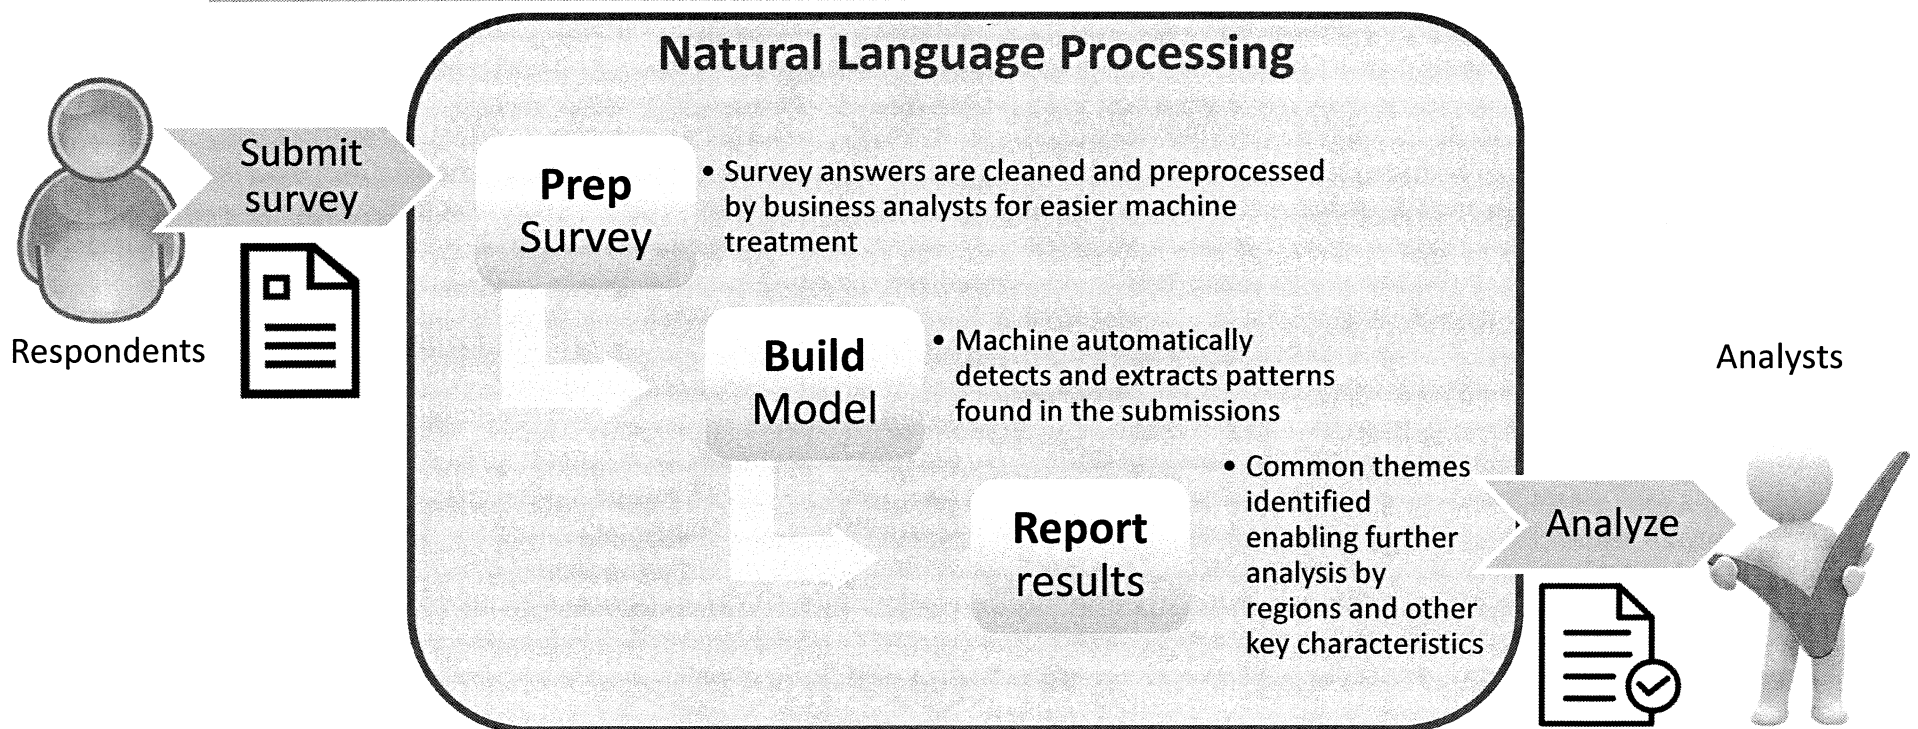 Natural Language Processing
Submit
survey
Respondents
Prep
Survey
• Survey answers are cleaned and preprocessed
by business analysts for easier machine
treatment
Build
Model
• Machine automatically
detects and extracts patterns
found in the submissions
Report
results
• Common themes
identified
enabling further
analysis by
regions and other
key characteristics
Analyze
Analysts